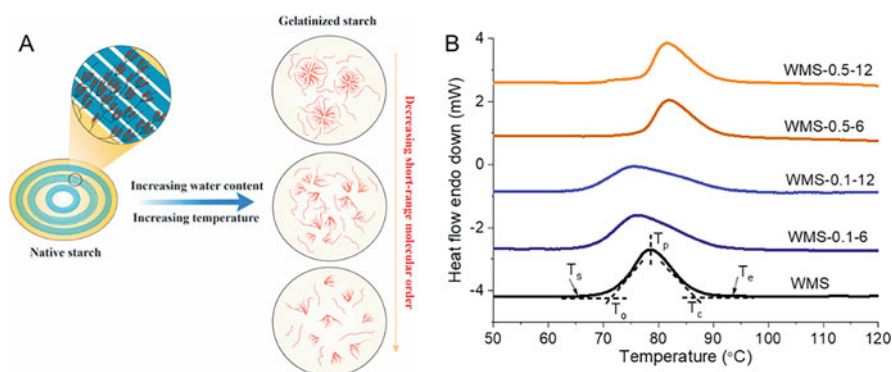 A
Gelatinized starch
Native starch
Increasing water content
Increasing temperature
Decreasing short-range molecular order
B
Heat flow endo down (mW)
4
2
0
-2
-4
WMS-0.5-12
WMS-0.5-6
WMS-0.1-12
WMS-0.1-6
WMS
Tp
Ts
Te
To
Tc
50 60 70 80 90 100 110 120
Temperature (°C)